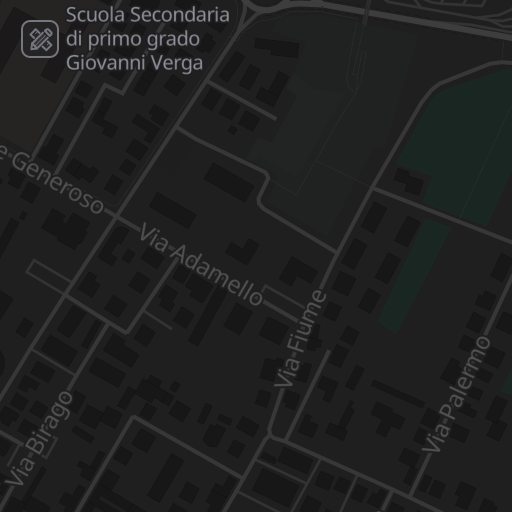 Scuola Secondaria
di primo grado
Giovanni Verga
e-Generoso
Via-Adamello
Via-Fiume
Via-Palermo
Via-Birago